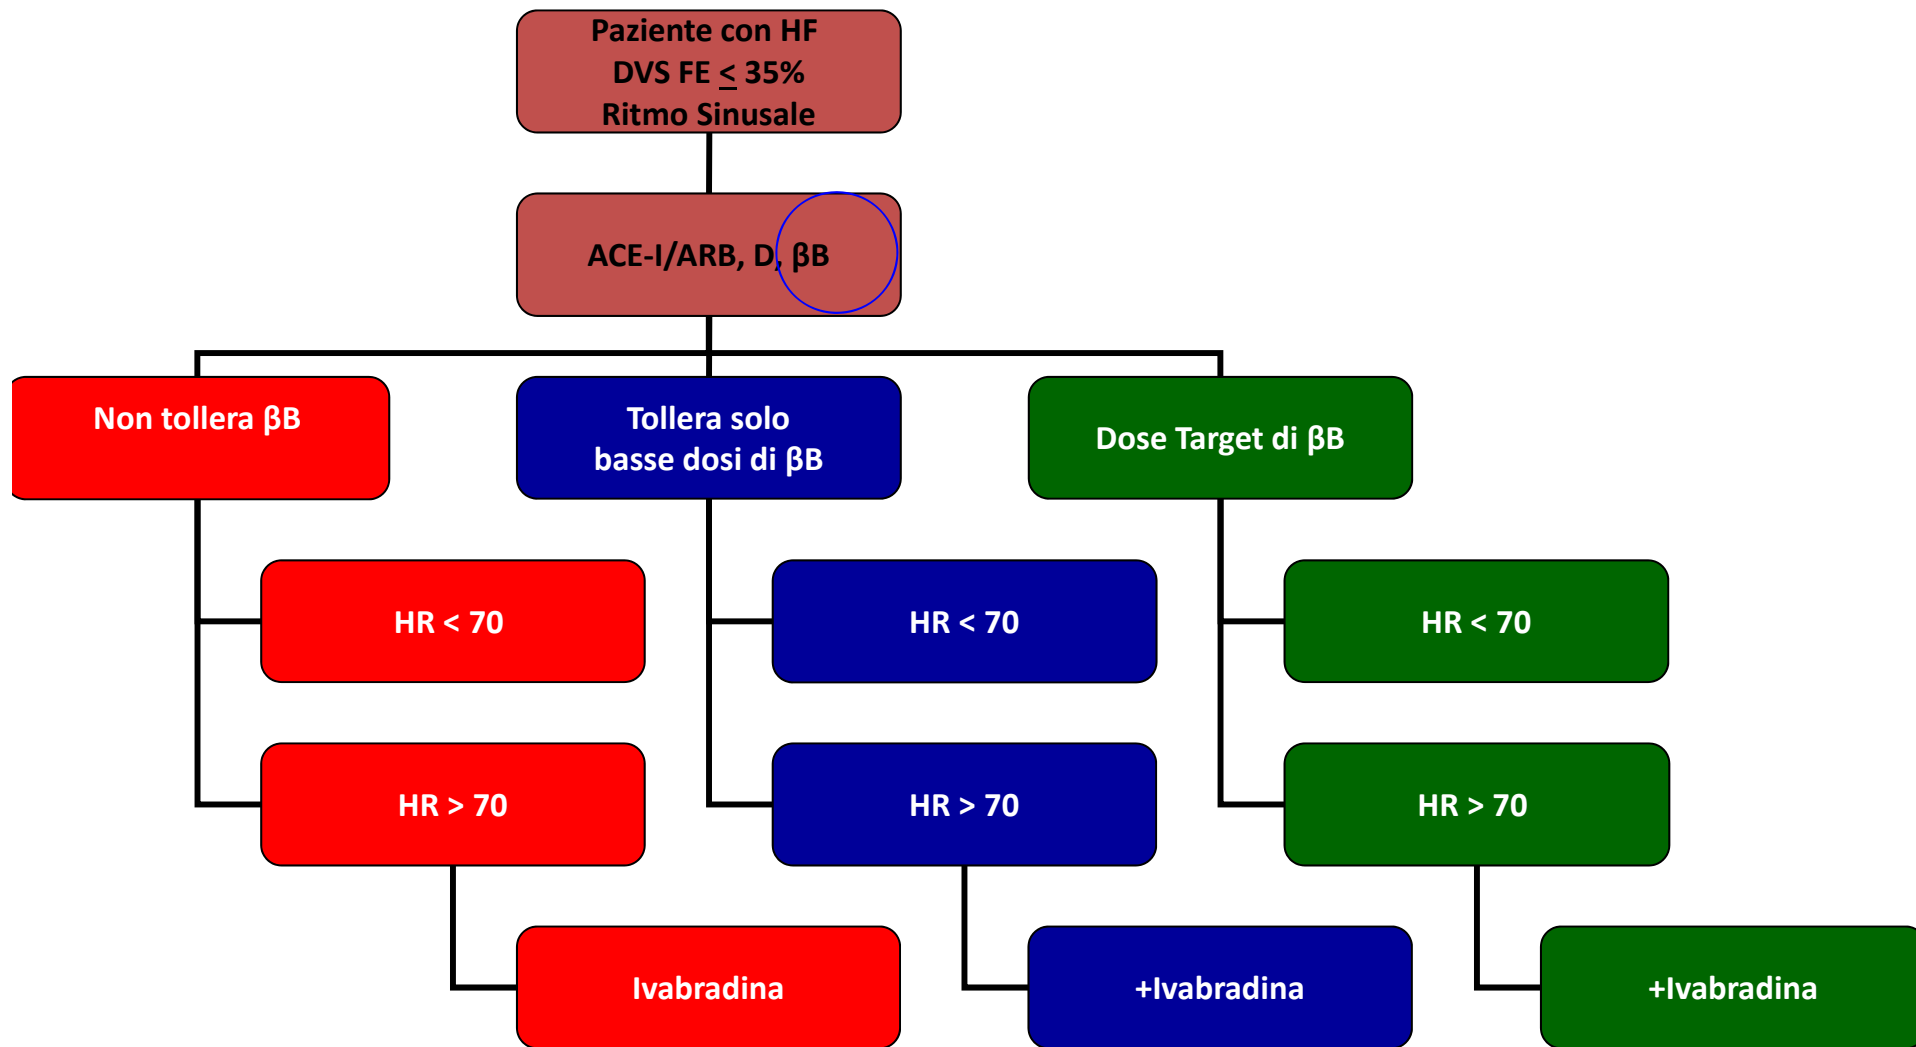 Paziente con HF
DVS FE < 35%
Ritmo Sinusale
ACE-I/ARB, D, βB
Non tollera βB
Tollera solo
basse dosi di βB
Dose Target di βB
HR < 70
HR < 70
HR < 70
HR > 70
HR > 70
HR > 70
Ivabradina
+Ivabradina
+Ivabradina